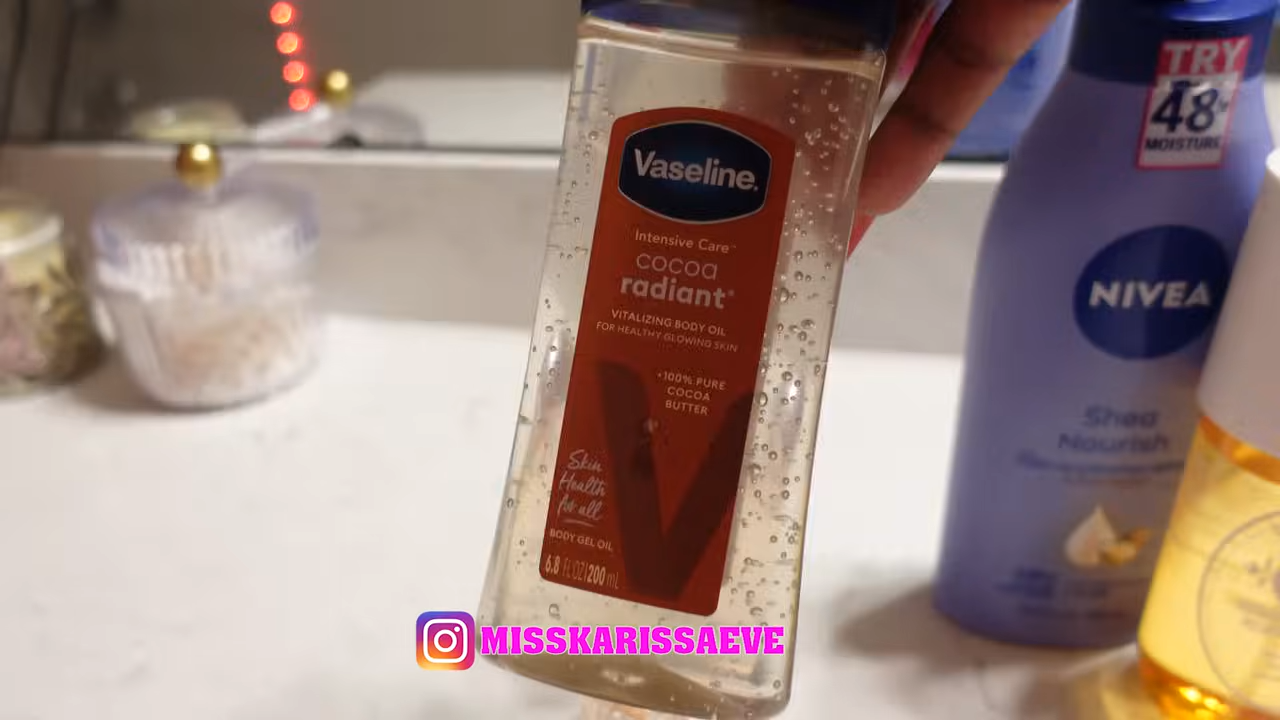 Vaseline.
Intensive Care™
cocoa
radiant®
VITALIZING BODY OIL
FOR HEALTHY GLOWING SKIN
+100% PURE
COCOA
BUTTER
Skin
Health
for all
BODY GEL OIL
6.8 FL OZ|200 mL
TRY
48
MOISTURE
NIVEA
Shea
Nourish
MISSKARISSAEVE